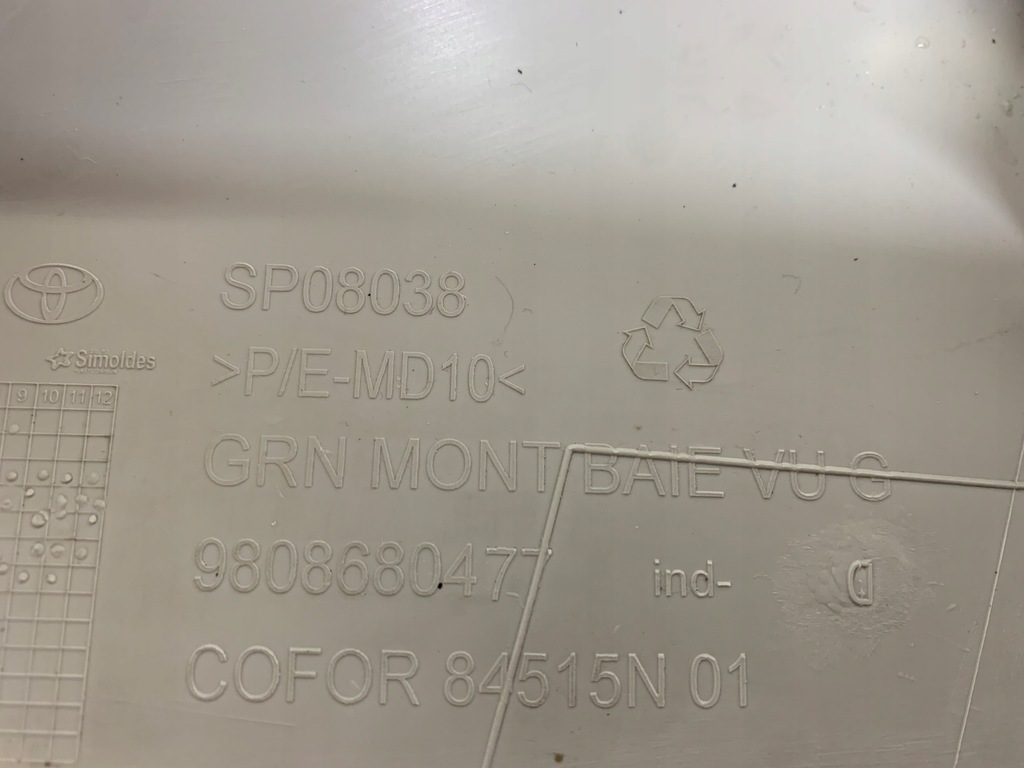 SP08038
Simoldes
>P/E-MD10<
9 10 11 12
GRN MONT BAIE VU G
9808680477 ind- D
COFOR 84515N 01